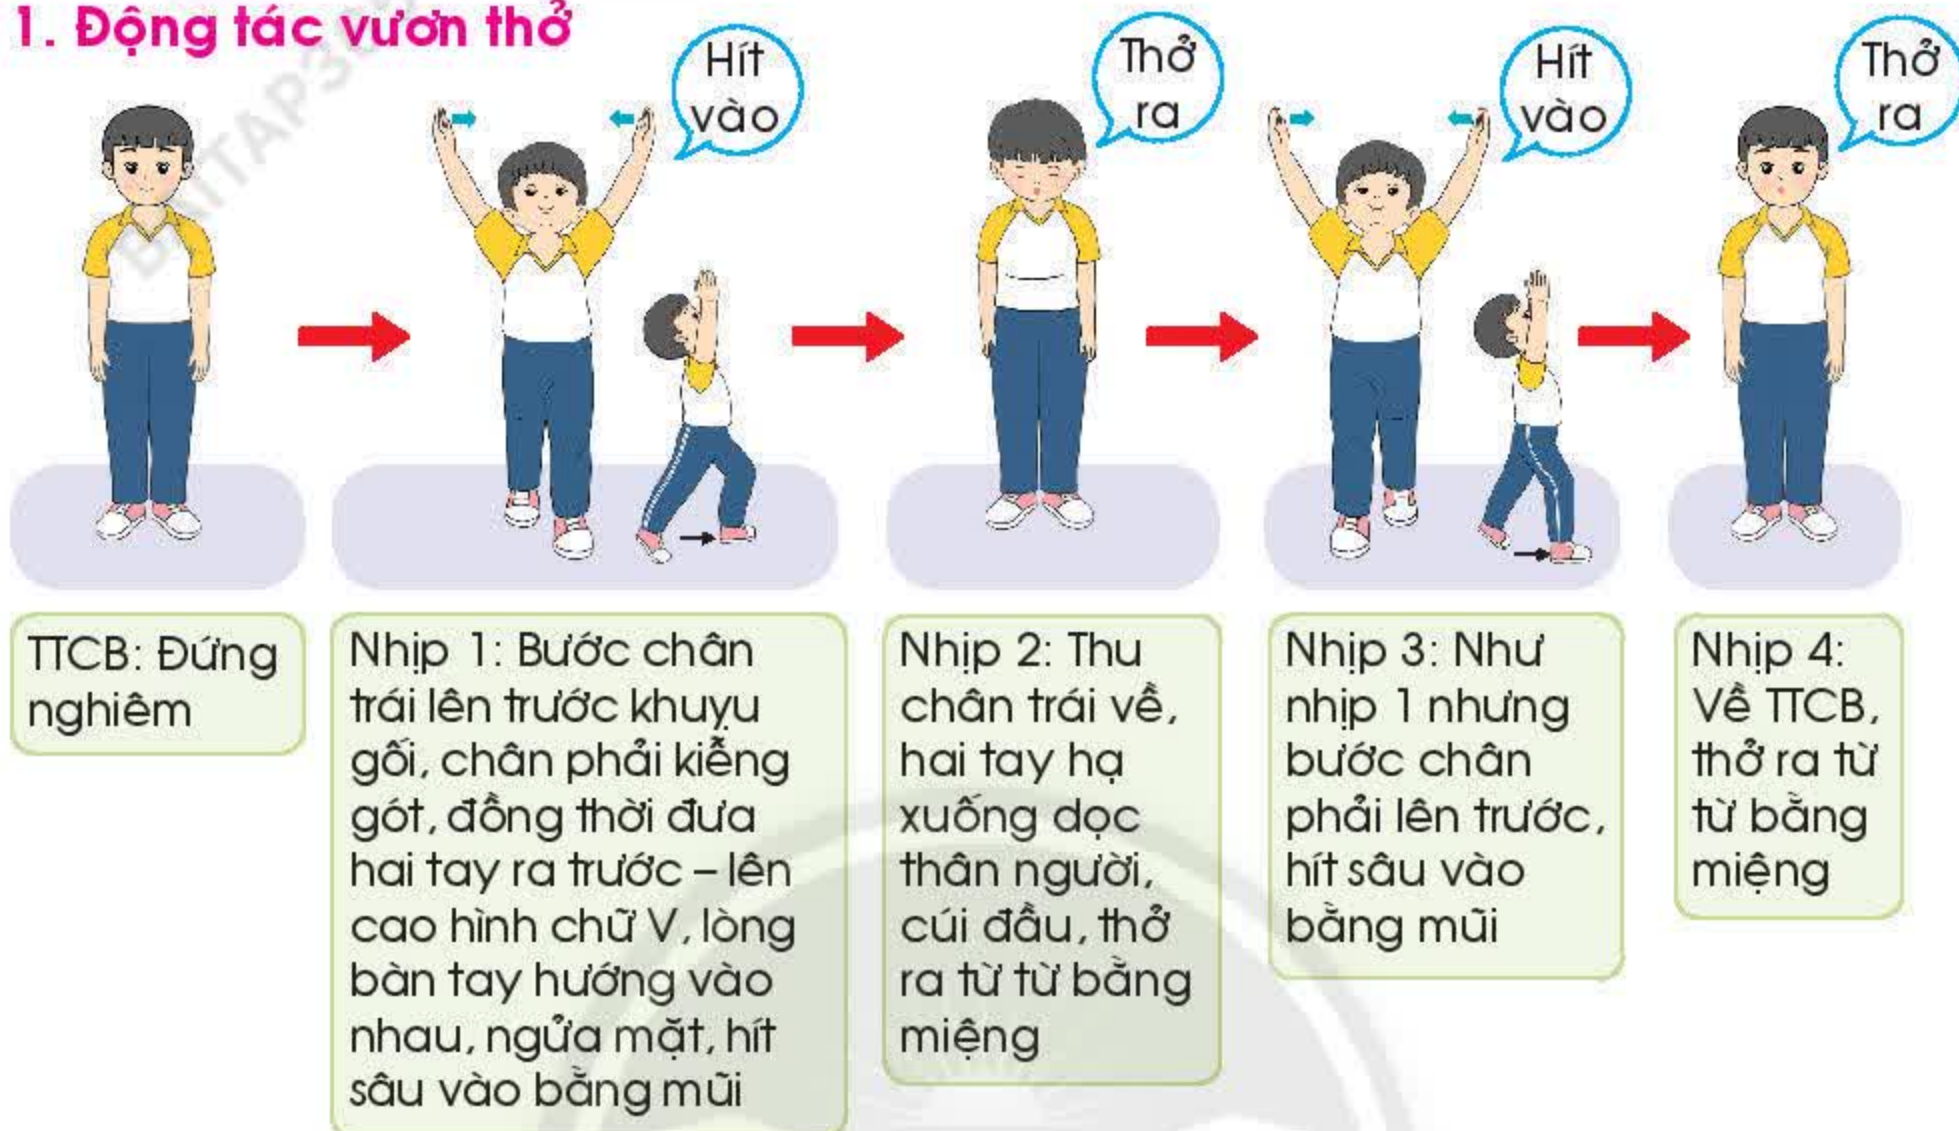 1. Động tác vươn thở
BAITAP36
Hít
vào
Thở
ra
Hít
vào
Thở
ra
TTCB: Đứng
nghiêm
Nhịp 1: Bước chân
trái lên trước khuỵu
gối, chân phải kiễng
gót, đồng thời đưa
hai tay ra trước – lên
cao hình chữ V, lòng
bàn tay hướng vào
nhau, ngửa mặt, hít
sâu vào bằng mũi
Nhịp 2: Thu
chân trái về,
hai tay hạ
xuống dọc
thân người,
cúi đầu, thở
ra từ từ bằng
miệng
Nhịp 3: Như
nhịp 1 nhưng
bước chân
phải lên trước,
hít sâu vào
bằng mũi
Nhịp 4:
Về TTCB,
thở ra từ
từ bằng
miệng